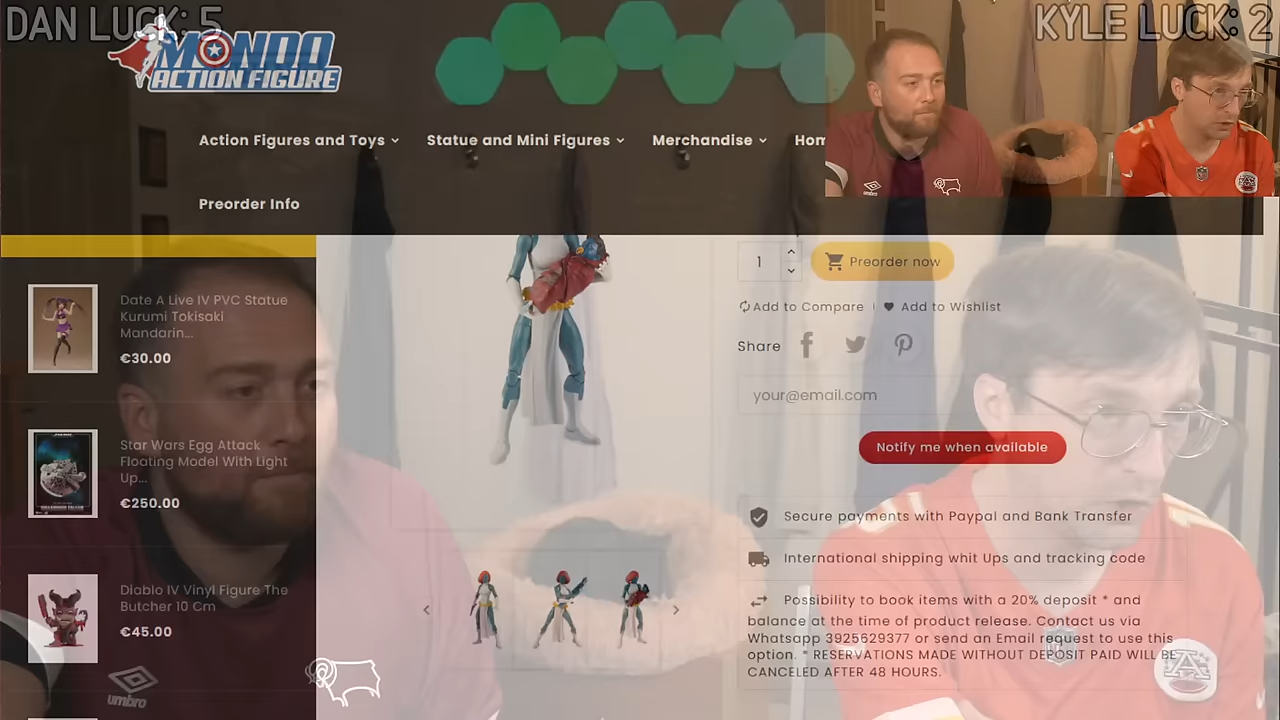 DAN LUCK: 5
KYLE LUCK: 2
MONDO
ACTION FIGURE
Action Figures and Toys
Statue and Mini Figures
Merchandise
Hom
Preorder Info
1
Preorder now
Add to Compare
Add to Wishlist
Share
your@email.com
Notify me when available
Date A Live IV PVC Statue
Kurumi Tokisaki
Mandarin...
€30.00
Star Wars Egg Attack
Floating Model With Light
Up...
€250.00
Diablo IV Vinyl Figure The
Butcher 10 Cm
€45.00
Secure payments with Paypal and Bank Transfer
International shipping whit Ups and tracking code
Possibility to book items with a 20% deposit * and
balance at the time of product release. Contact us via
Whatsapp 3925629377 or send an Email request to use this
option. * RESERVATIONS MADE WITHOUT DEPOSIT PAID WILL BE
CANCELED AFTER 48 HOURS.
umbro